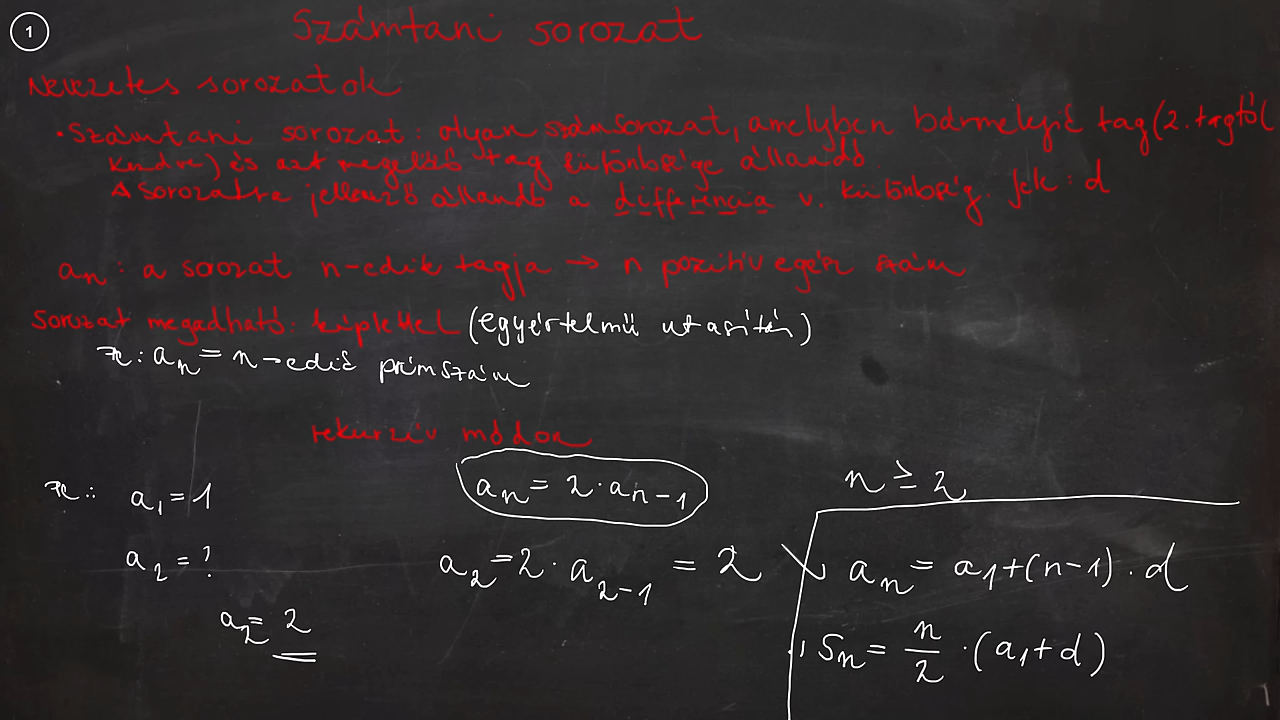 1
Számtani sorozat
Nevezetes sorozatok
• Számtani sorozat: olyan számsorozat, amelyben bármelyik tag (2. tagtól
kezdve) és azt megelőző tag különbsége állandó
A sorozatra jellemző állandó a differencia v. különbség. Jele: d
aₙ: a sorozat n-edik tagja → n pozitív egész szám
Sorozat megadható: képlettel (egyértelmű utasítás)
pl.: aₙ = n-edik prímszám
rekurzív módon
pl.: a₁ = 1
aₙ = 2·aₙ₋₁
n ≥ 2
a₂ = ?
a₂ = 2·a₂₋₁ = 2
aₙ = a₁+(n-1)·d
a₂ = 2
Sₙ = n/2 ·(a₁+d)
1